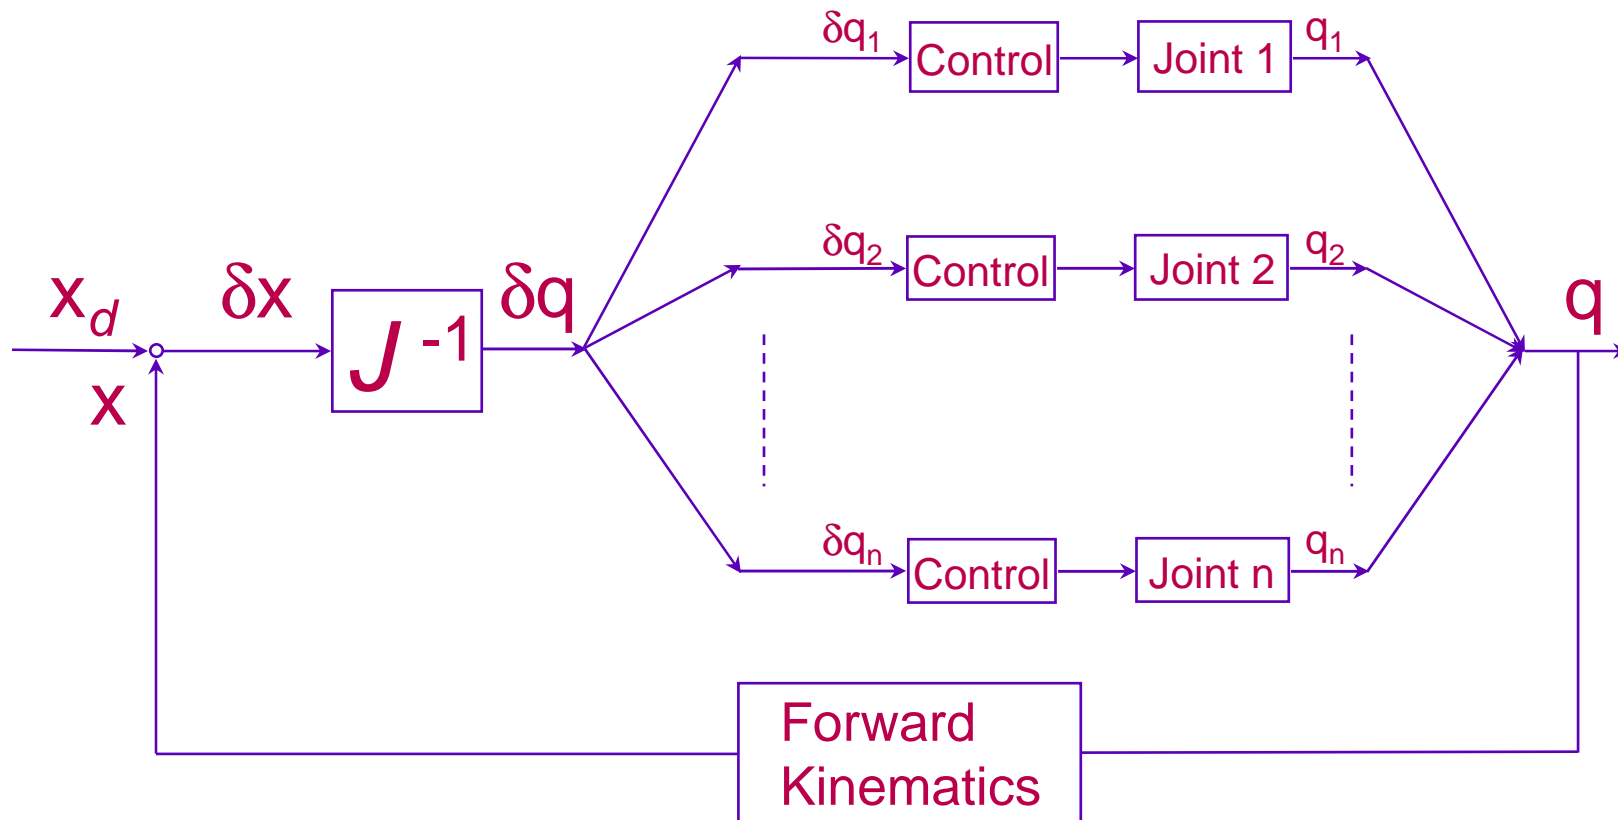 δq1 Control Joint 1 q1
δq2 Control Joint 2 q2
xd δx J -1 δq q
x
δqn Control Joint n qn
Forward
Kinematics